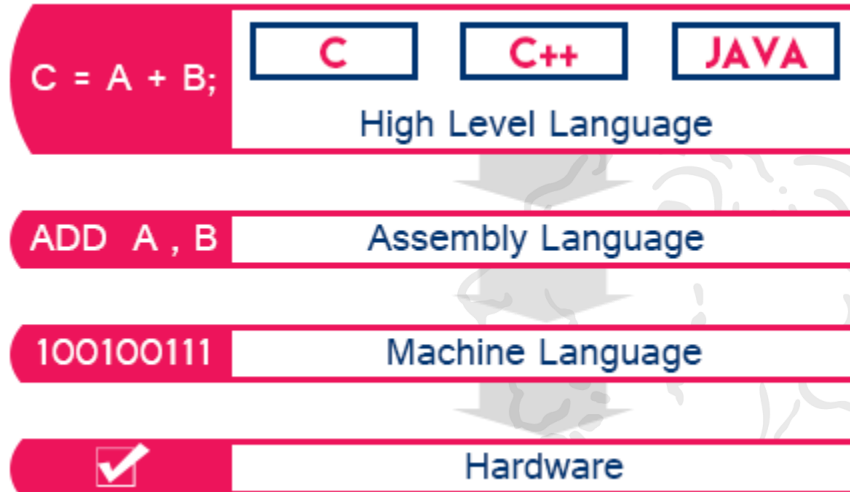 C = A + B;
C C++ JAVA
High Level Language
ADD A , B
Assembly Language
100100111
Machine Language
Hardware